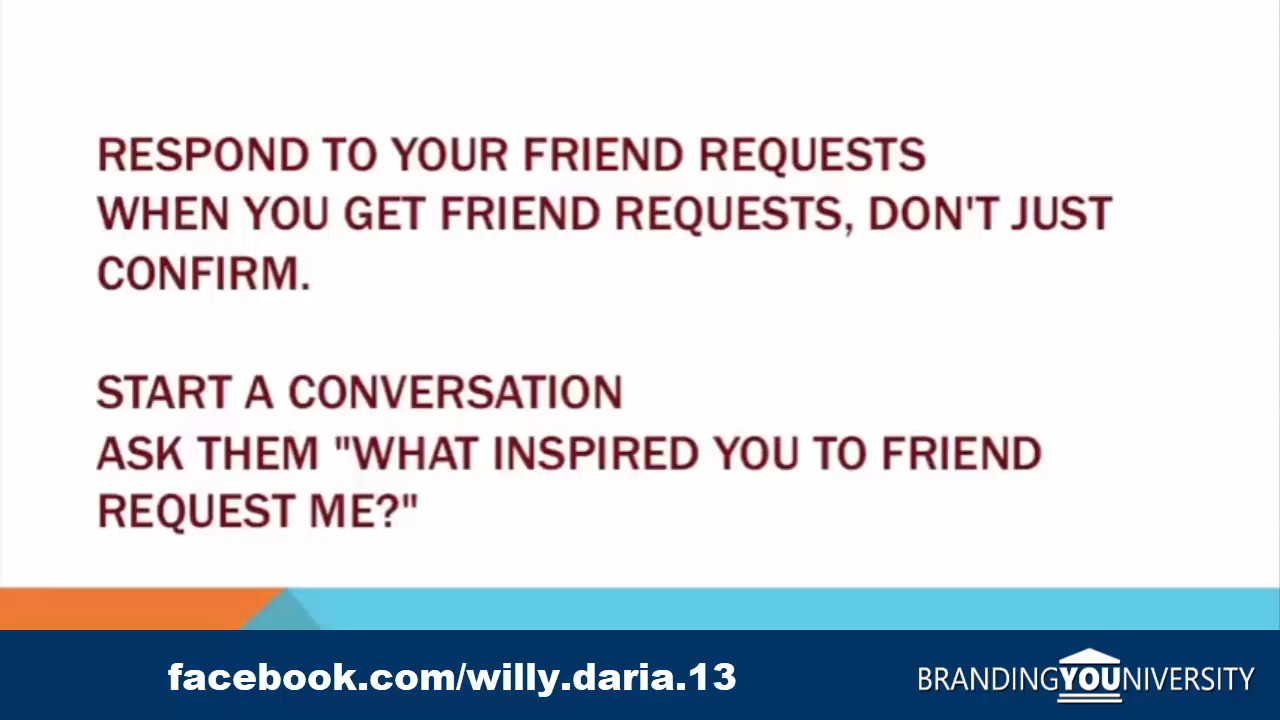 RESPOND TO YOUR FRIEND REQUESTS
WHEN YOU GET FRIEND REQUESTS, DON'T JUST
CONFIRM.
START A CONVERSATION
ASK THEM "WHAT INSPIRED YOU TO FRIEND
REQUEST ME?"
facebook.com/willy.daria.13
BRANDINGYOUNIVERSITY